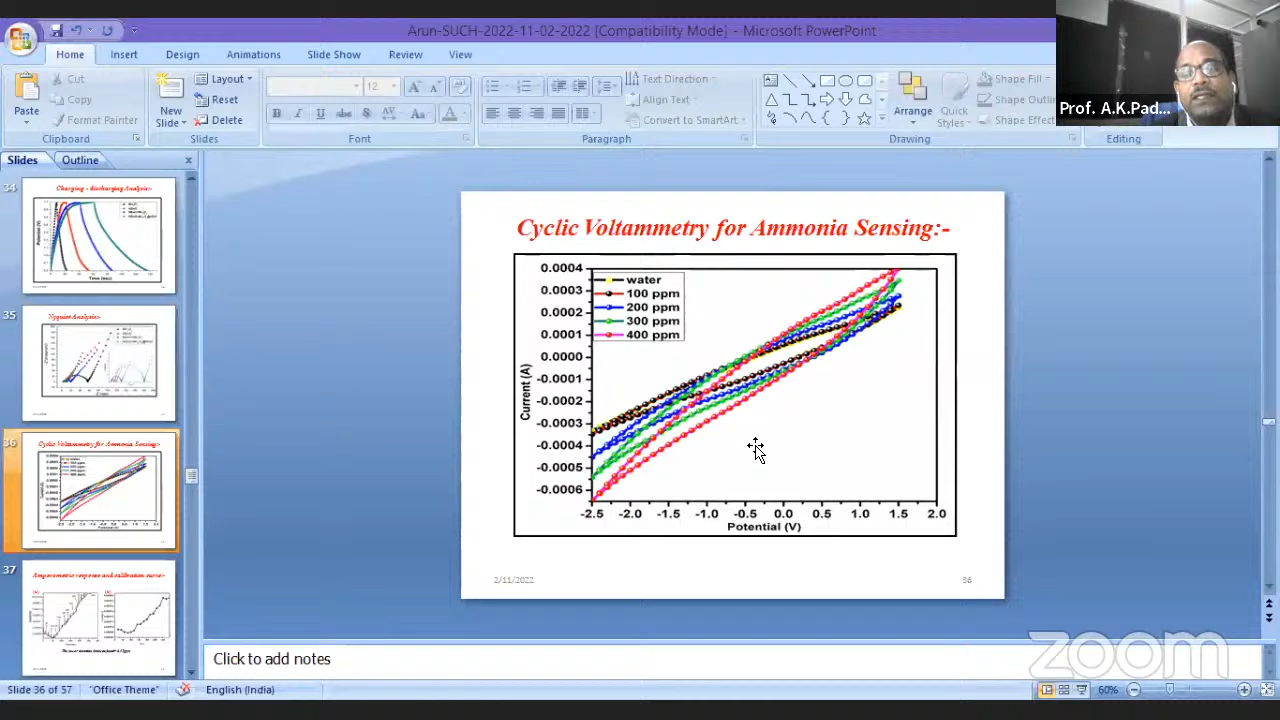 Arun-SUCH-2022-11-02-2022 [Compatibility Mode] - Microsoft PowerPoint
Home Insert Design Animations Slide Show Review View
Paste
Cut
Copy
Format Painter
Clipboard
New Slide
Layout
Reset
Delete
Slides
12
Font
Paragraph
Text Direction
Align Text
Convert to SmartArt
Arrange
Quick Styles
Shape Fill
Shape Outli
Shape Effect
Drawing
Editing
Prof. A.K.Pad...
Slides Outline
34
Charging - discharging Analysis:-
35
Nyquist Analysis:-
36
Cyclic Voltammetry for Ammonia Sensing:-
37
Amperometric response and calibration curve:-
Cyclic Voltammetry for Ammonia Sensing:-
water
100 ppm
200 ppm
300 ppm
400 ppm
0.0004
0.0003
0.0002
0.0001
0.0000
-0.0001
-0.0002
-0.0003
-0.0004
-0.0005
-0.0006
Current (A)
-2.5 -2.0 -1.5 -1.0 -0.5 0.0 0.5 1.0 1.5 2.0
Potential (V)
2/11/2022
36
Click to add notes
zoom
Slide 36 of 57 "Office Theme" English (India) 60%